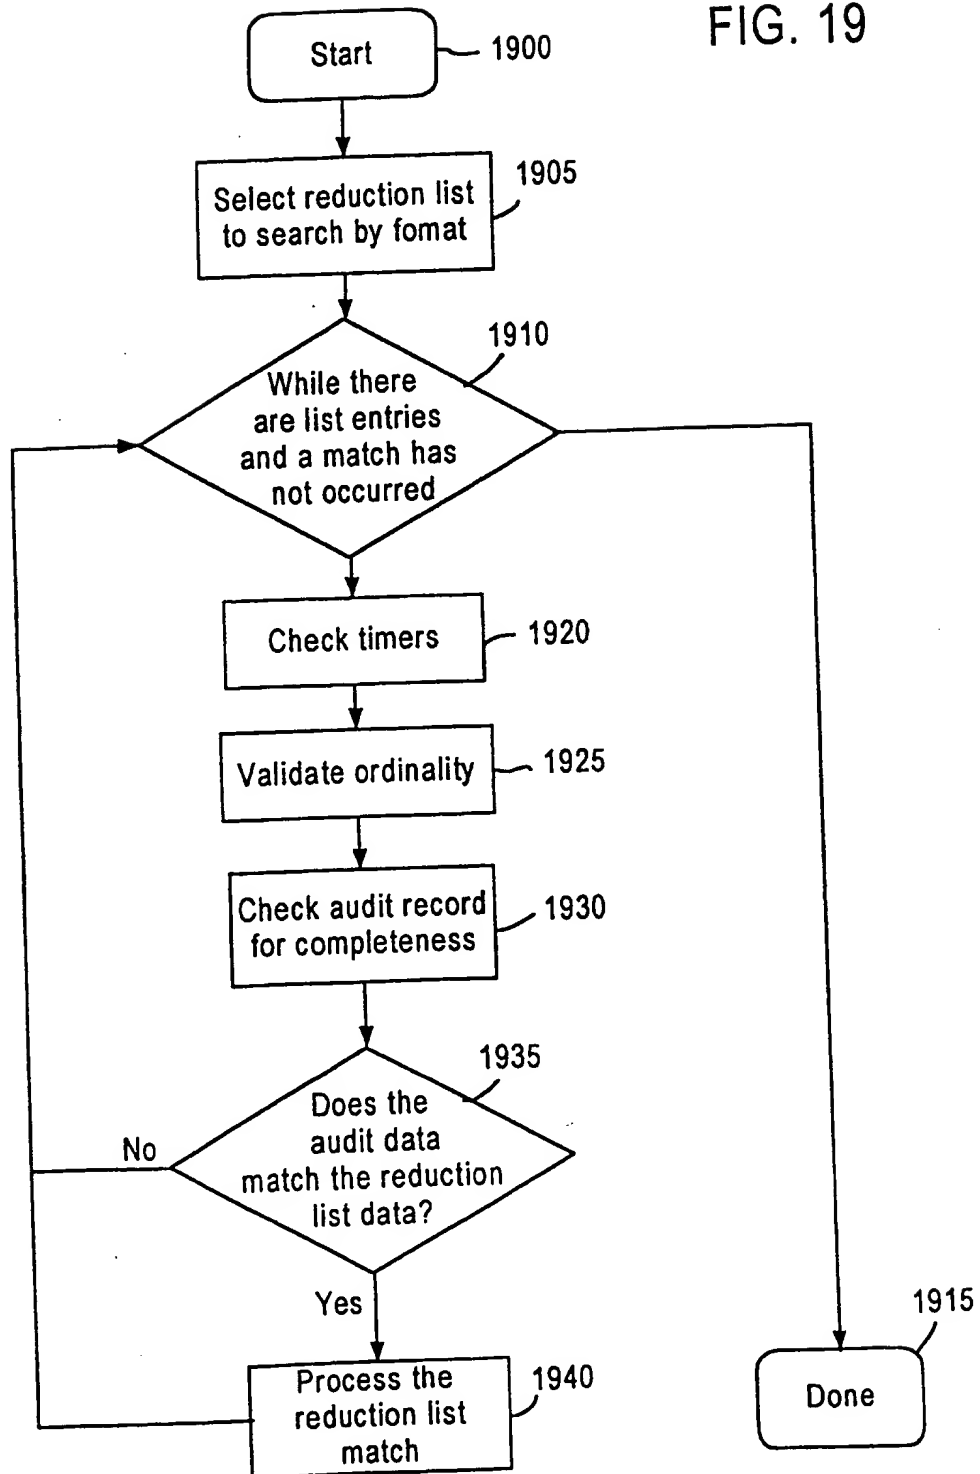 FIG. 19
Start
1900
Select reduction list
to search by fomat
1905
While there
are list entries
and a match has
not occurred
1910
Check timers
1920
Validate ordinality
1925
Check audit record
for completeness
1930
Does the
audit data
match the reduction
list data?
1935
No
Yes
Process the
reduction list
match
1940
Done
1915